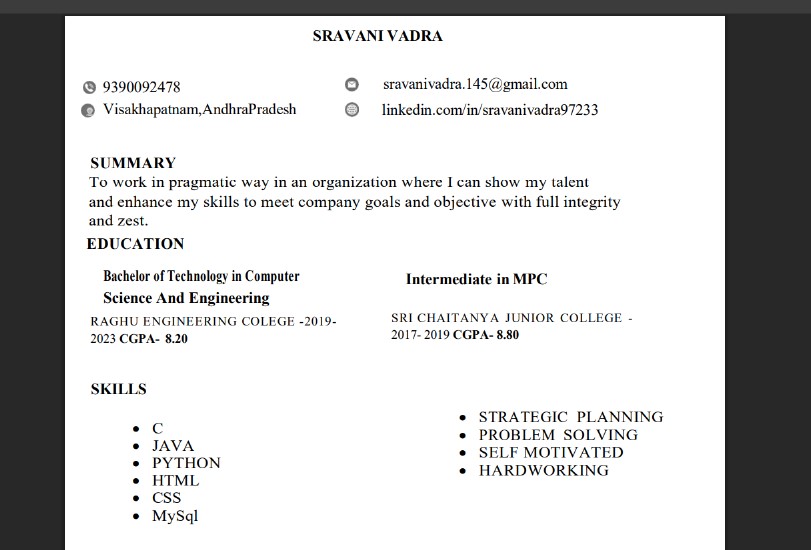 SRAVANI VADRA
9390092478
sravanivadra.145@gmail.com
Visakhapatnam,AndhraPradesh
linkedin.com/in/sravanivadra97233
SUMMARY
To work in pragmatic way in an organization where I can show my talent
and enhance my skills to meet company goals and objective with full integrity
and zest.
EDUCATION
Bachelor of Technology in Computer
Science And Engineering
RAGHU ENGINEERING COLEGE -2019-
2023 CGPA- 8.20
Intermediate in MPC
SRI CHAITANYA JUNIOR COLLEGE -
2017- 2019 CGPA- 8.80
SKILLS
• C
• JAVA
• PYTHON
• HTML
• CSS
• MySql
• STRATEGIC PLANNING
• PROBLEM SOLVING
• SELF MOTIVATED
• HARDWORKING